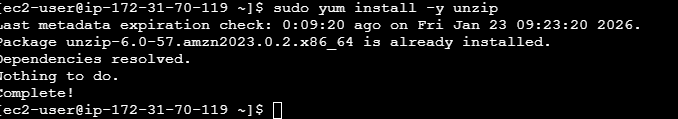 [ec2-user@ip-172-31-70-119 ~]$ sudo yum install -y unzip
Last metadata expiration check: 0:09:20 ago on Fri Jan 23 09:23:20 2026.
Package unzip-6.0-57.amzn2023.0.2.x86_64 is already installed.
Dependencies resolved.
Nothing to do.
Complete!
[ec2-user@ip-172-31-70-119 ~]$